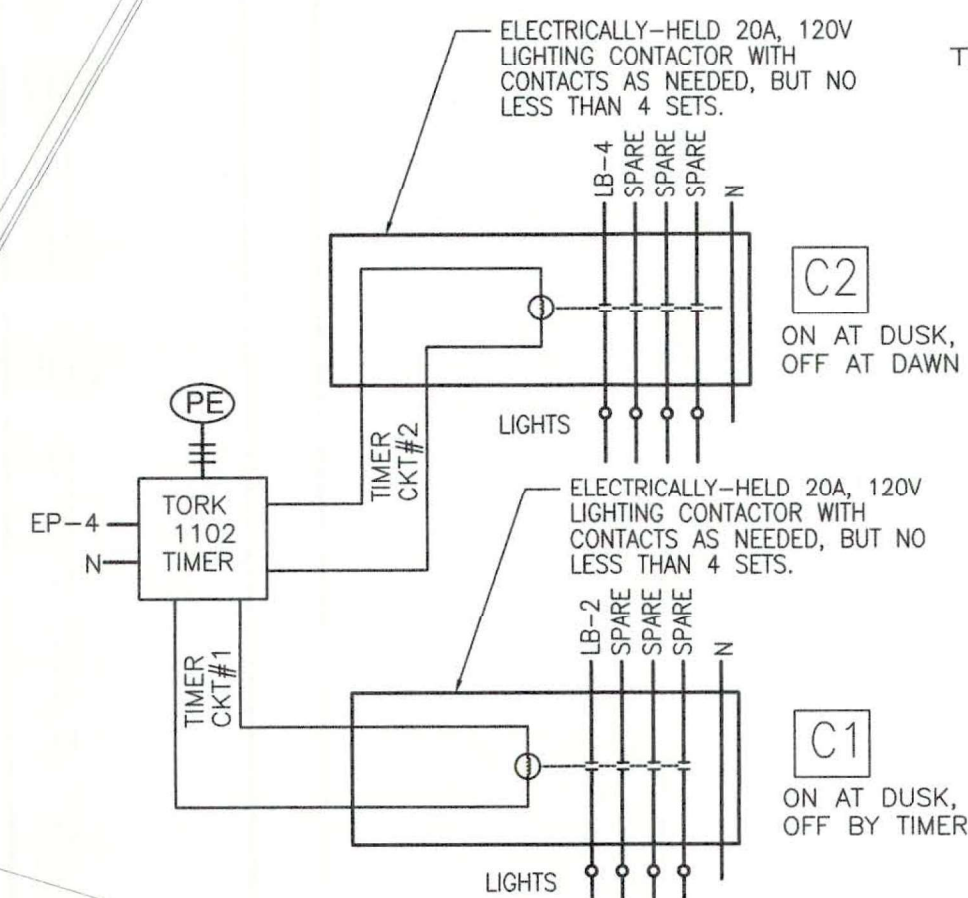 ELECTRICALLY-HELD 20A, 120V
LIGHTING CONTACTOR WITH
CONTACTS AS NEEDED, BUT NO
LESS THAN 4 SETS.
T
LB-4
SPARE
SPARE
SPARE
N
C2
ON AT DUSK,
OFF AT DAWN
LIGHTS
PE
TIMER
CKT#2
EP-4
N
TORK
1102
TIMER
ELECTRICALLY-HELD 20A, 120V
LIGHTING CONTACTOR WITH
CONTACTS AS NEEDED, BUT NO
LESS THAN 4 SETS.
LB-2
SPARE
SPARE
SPARE
N
TIMER
CKT#1
C1
ON AT DUSK,
OFF BY TIMER
LIGHTS